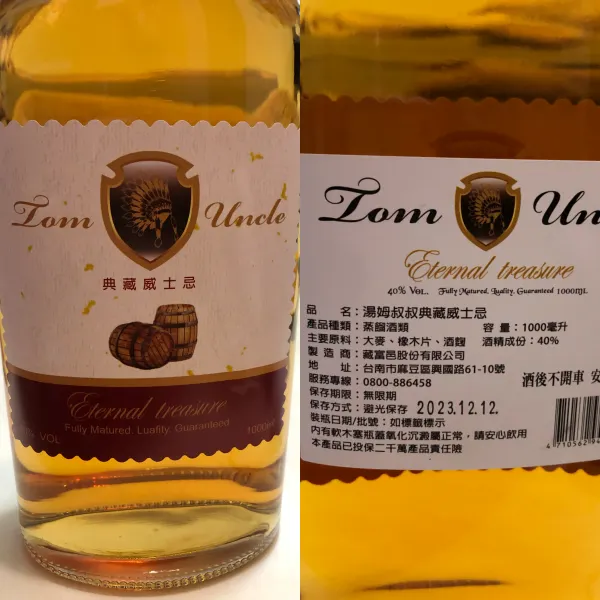 Tom Uncle
典藏威士忌
Eternal treasure
Fully Matured. Luafity. Guaranteed
VOL
1000ml
Tom Un
Eternal treasure
40% VOL. Fully Matured. Luafity. Guaranteed 1000mL
品名：湯姆叔叔典藏威士忌
產品種類：蒸餾酒類 容量：1000毫升
主要原料：大麥、橡木片、酒麴 酒精成份：40%
製造商：藏富邑股份有限公司
地址：台南市麻豆區興國路61-10號
服務專線：0800-886458
保存期限：無限期
保存方式：避光保存 2023.12.12.
裝瓶日期/批號：如標籤標示
內有軟木塞瓶蓋氧化沉澱屬正常，請安心飲用
本產品已投保二千萬產品責任險
酒後不開車 安
4710562